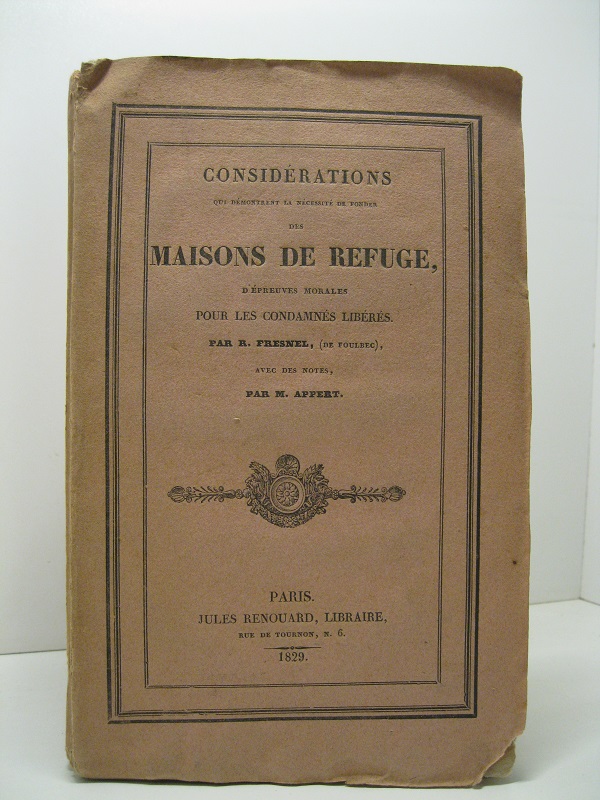 CONSIDÉRATIONS
QUI DÉMONTRENT LA NÉCESSITÉ DE FONDER
DES
MAISONS DE REFUGE,
D'ÉPREUVES MORALES
POUR LES CONDAMNÉS LIBÉRÉS.
PAR R. FRESNEL, (DE FOULBEC),
AVEC DES NOTES,
PAR M. APPERT.
PARIS.
JULES RENOUARD, LIBRAIRE,
RUE DE TOURNON, N. 6.
1829.